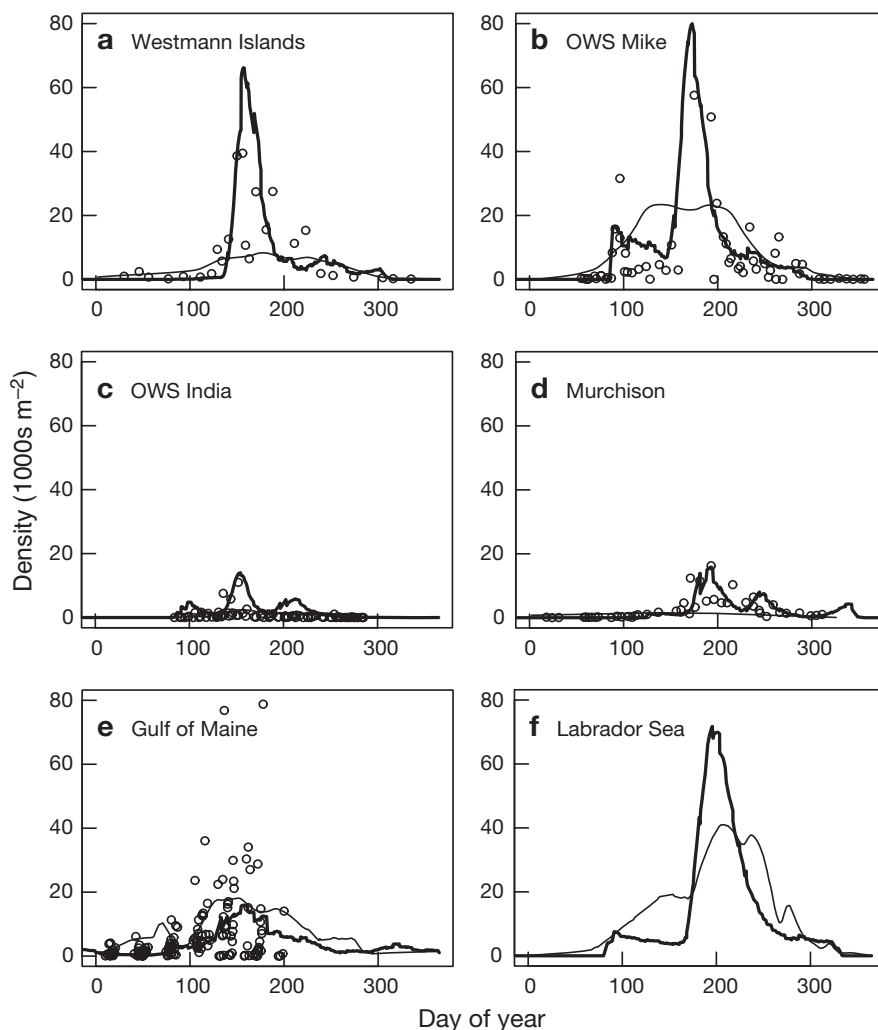 a Westmann Islands
b OWS Mike
80
60
40
20
0
0 100 200 300
80
60
40
20
0
0 100 200 300
c OWS India
d Murchison
80
60
40
20
0
0 100 200 300
80
60
40
20
0
0 100 200 300
e Gulf of Maine
f Labrador Sea
80
60
40
20
0
0 100 200 300
80
60
40
20
0
0 100 200 300
Density (1000s m⁻²)
Day of year